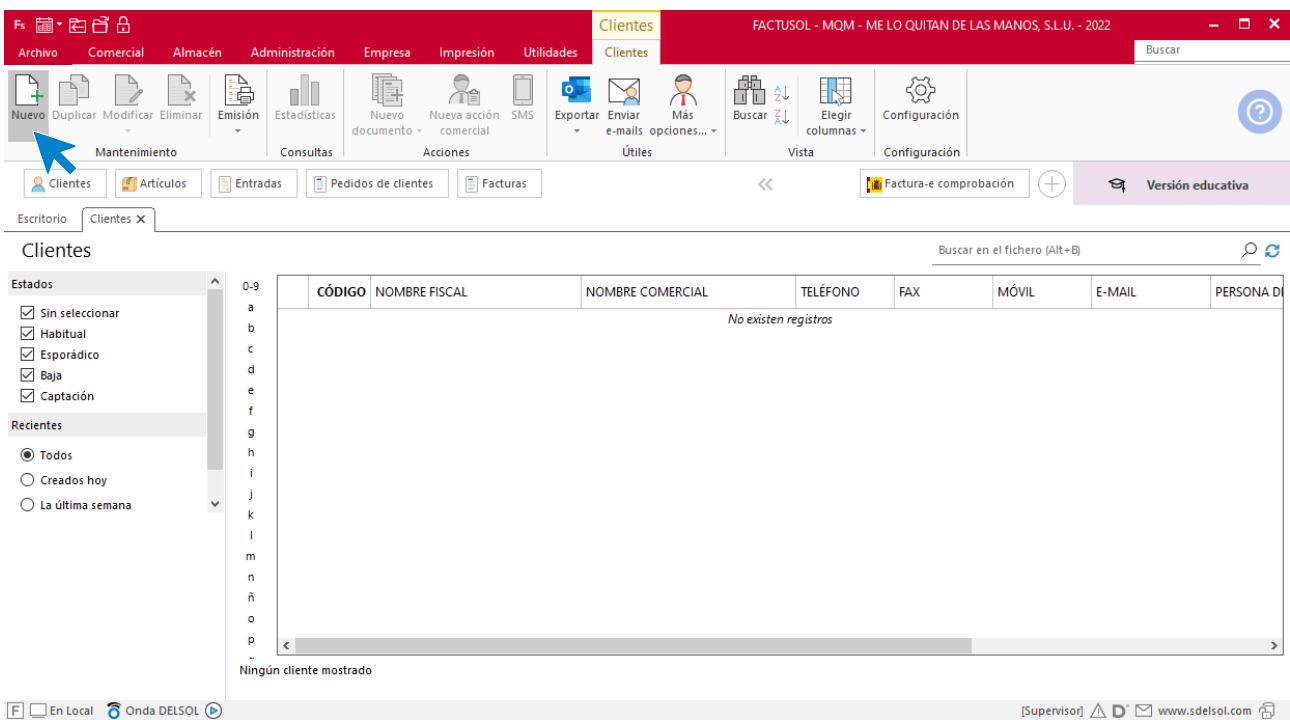 Fs
Clientes
FACTUSOL - MQM - ME LO QUITAN DE LAS MANOS, S.L.U. - 2022
Archivo Comercial Almacén Administración Empresa Impresión Utilidades Clientes
Buscar
Nuevo Duplicar Modificar Eliminar Emisión Estadísticas Nuevo documento Nueva acción comercial SMS Exportar Enviar e-mails Más opciones... Buscar Elegir columnas Configuración
Mantenimiento Consultas Acciones Útiles Vista Configuración
Clientes Artículos Entradas Pedidos de clientes Facturas Factura-e comprobación Versión educativa
Escritorio Clientes
Clientes
Buscar en el fichero (Alt+B)
Estados
Sin seleccionar
Habitual
Esporádico
Baja
Captación
Recientes
Todos
Creados hoy
La última semana
0-9
a
b
c
d
e
f
g
h
i
j
k
l
m
n
ñ
o
p
CÓDIGO NOMBRE FISCAL NOMBRE COMERCIAL TELÉFONO FAX MÓVIL E-MAIL PERSONA DE
No existen registros
Ningún cliente mostrado
F En Local Onda DELSOL
[Supervisor] D www.sdelsol.com